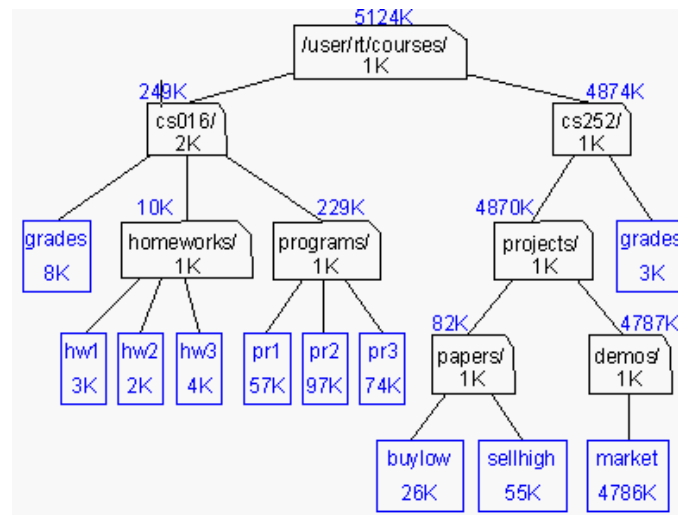 5124K
/user/rt/courses/
1K
249K
4874K
cs016/
2K
cs252/
1K
10K
229K
4870K
grades
8K
homeworks/
1K
programs/
1K
projects/
1K
grades
3K
82K
4787K
hw1
3K
hw2
2K
hw3
4K
pr1
57K
pr2
97K
pr3
74K
papers/
1K
demos/
1K
buylow
26K
sellhigh
55K
market
4786K